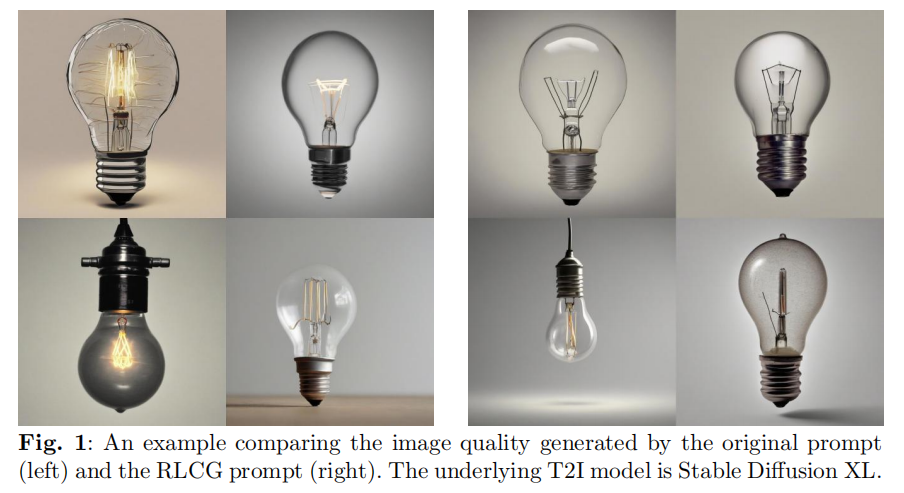 Fig. 1: An example comparing the image quality generated by the original prompt
(left) and the RLCG prompt (right). The underlying T2I model is Stable Diffusion XL.